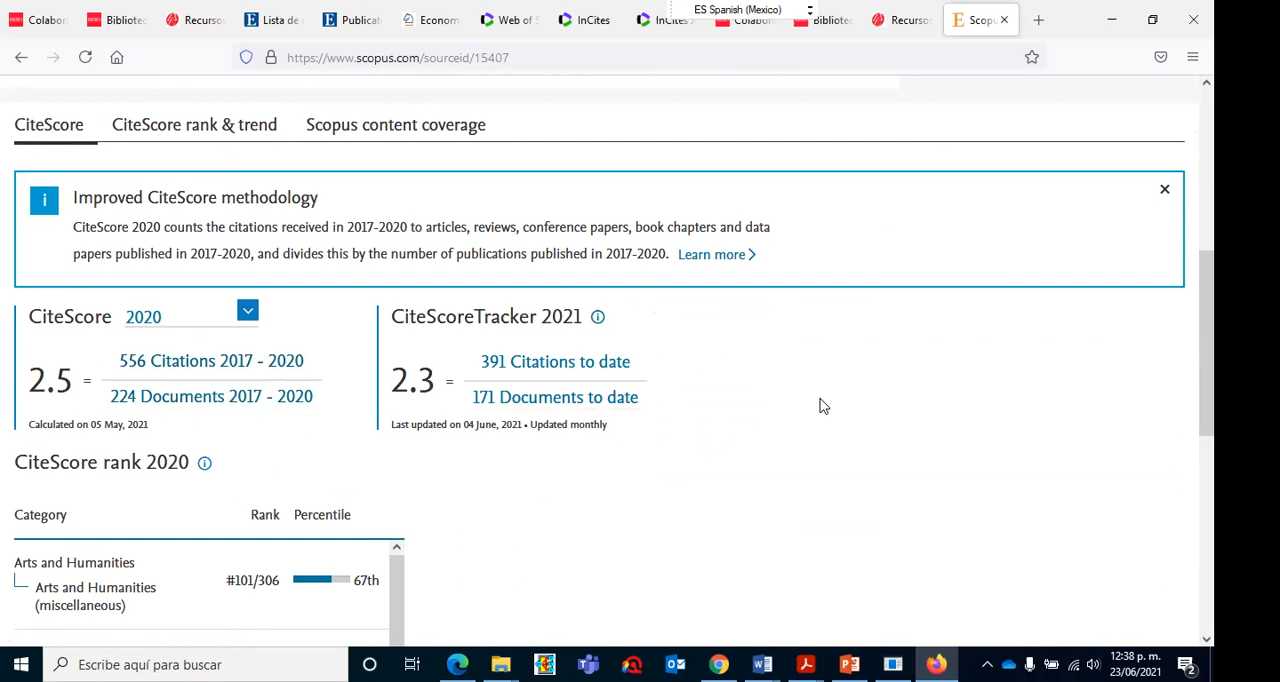 ES Spanish (Mexico)
Colabora
Bibliotec
Recursos
Lista de
Publicat
Econom
Web of S
InCites
InCites
Colabora
Bibliotec
Recursos
Scopu
https://www.scopus.com/sourceid/15407
CiteScore CiteScore rank & trend Scopus content coverage
i Improved CiteScore methodology
CiteScore 2020 counts the citations received in 2017-2020 to articles, reviews, conference papers, book chapters and data
papers published in 2017-2020, and divides this by the number of publications published in 2017-2020. Learn more
CiteScore 2020
2.5 =
556 Citations 2017 - 2020
224 Documents 2017 - 2020
Calculated on 05 May, 2021
CiteScoreTracker 2021
2.3 =
391 Citations to date
171 Documents to date
Last updated on 04 June, 2021 • Updated monthly
CiteScore rank 2020
Category Rank Percentile
Arts and Humanities
Arts and Humanities
(miscellaneous)
#101/306 67th
Escribe aquí para buscar
12:38 p. m.
23/06/2021
2